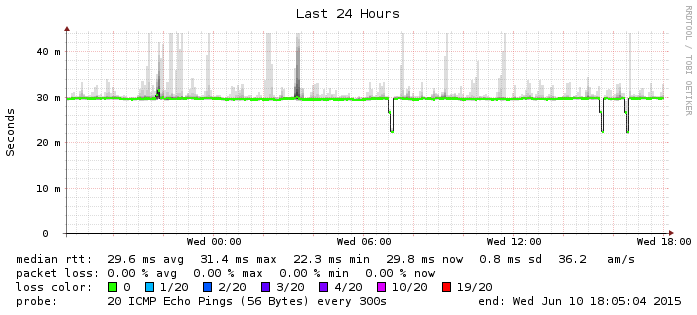 Last 24 Hours
RRDTOOL / TOBI OETIKER
Seconds
40 m
30 m
20 m
10 m
0
Wed 00:00 Wed 06:00 Wed 12:00 Wed 18:00
median rtt: 29.6 ms avg 31.4 ms max 22.3 ms min 29.8 ms now 0.8 ms sd 36.2 am/s
packet loss: 0.00 % avg 0.00 % max 0.00 % min 0.00 % now
loss color: 0 1/20 2/20 3/20 4/20 10/20 19/20
probe: 20 ICMP Echo Pings (56 Bytes) every 300s end: Wed Jun 10 18:05:04 2015